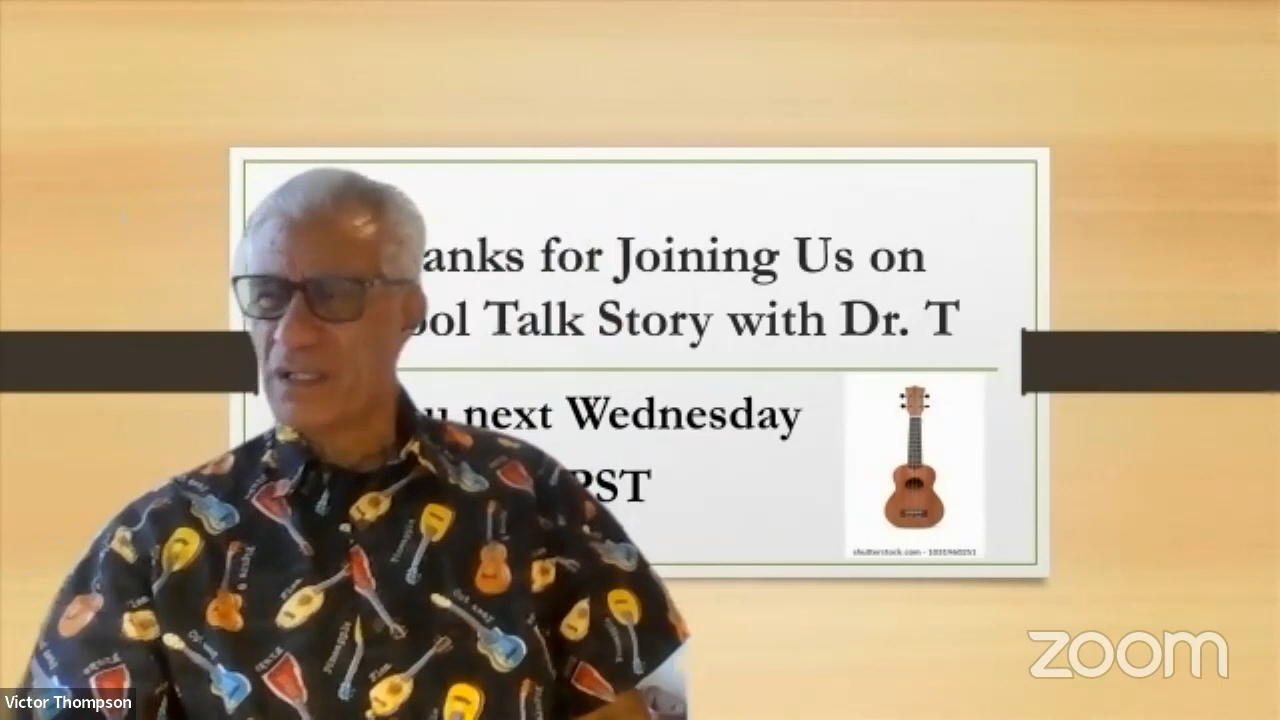 anks for Joining Us on
ool Talk Story with Dr. T
u next Wednesday
PST
shutterstock.com - 1031960251
zoom
Victor Thompson